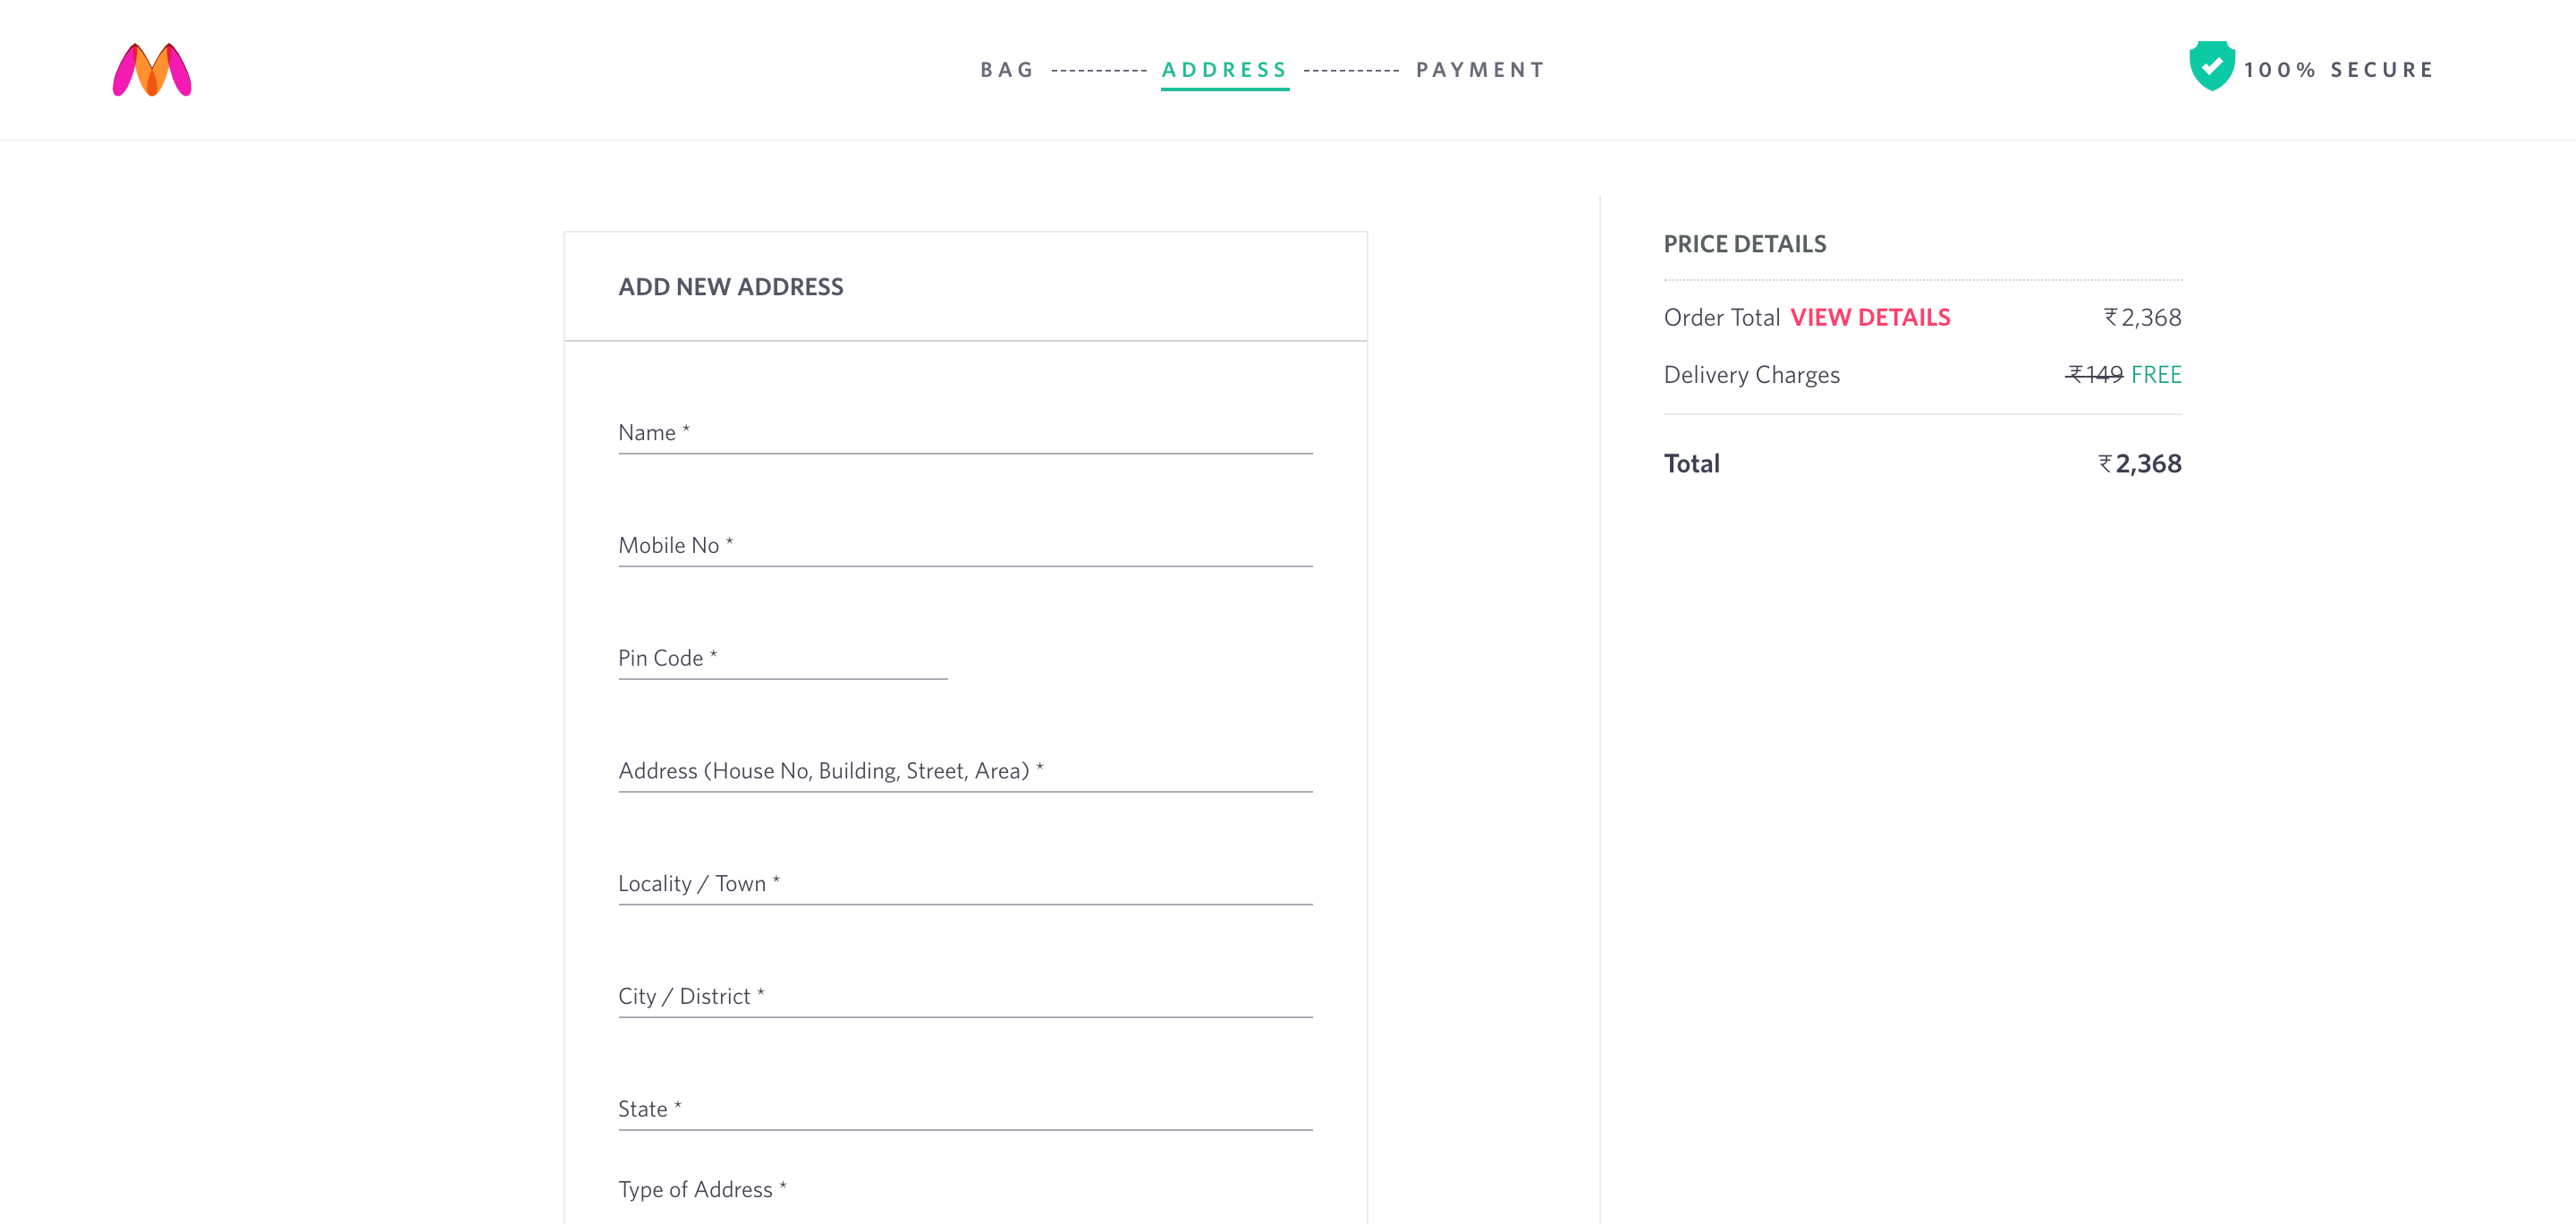 BAG ----------- ADDRESS ----------- PAYMENT
100% SECURE
ADD NEW ADDRESS
Name *
Mobile No *
Pin Code *
Address (House No, Building, Street, Area) *
Locality / Town *
City / District *
State *
Type of Address *
PRICE DETAILS
Order Total VIEW DETAILS ₹2,368
Delivery Charges ₹149 FREE
Total ₹2,368